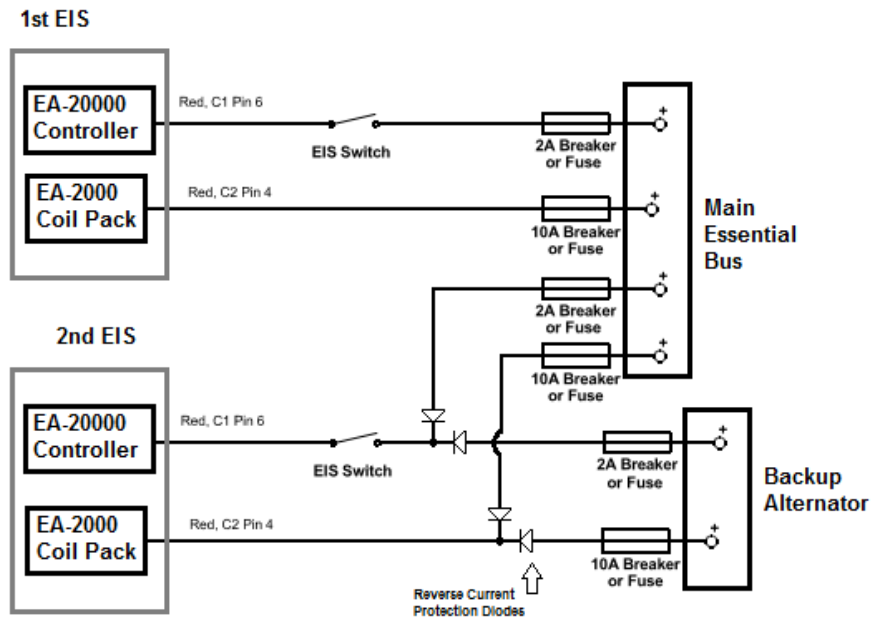 1st EIS
EA-20000
Controller
Red, C1 Pin 6
EIS Switch
2A Breaker
or Fuse
+
EA-2000
Coil Pack
Red, C2 Pin 4
10A Breaker
or Fuse
+
Main
Essential
Bus
2A Breaker
or Fuse
+
10A Breaker
or Fuse
+
2nd EIS
EA-20000
Controller
Red, C1 Pin 6
EIS Switch
2A Breaker
or Fuse
+
Backup
Alternator
EA-2000
Coil Pack
Red, C2 Pin 4
10A Breaker
or Fuse
+
Reverse Current
Protection Diodes